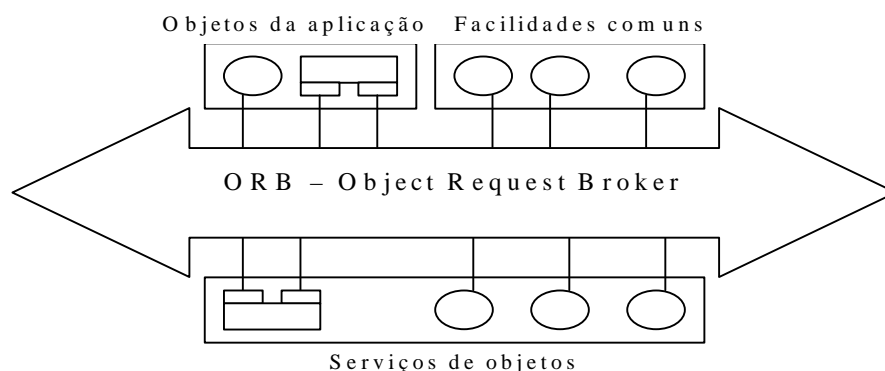 Objetos da aplicação
Facilidades comuns
ORB – Object Request Broker
Serviços de objetos